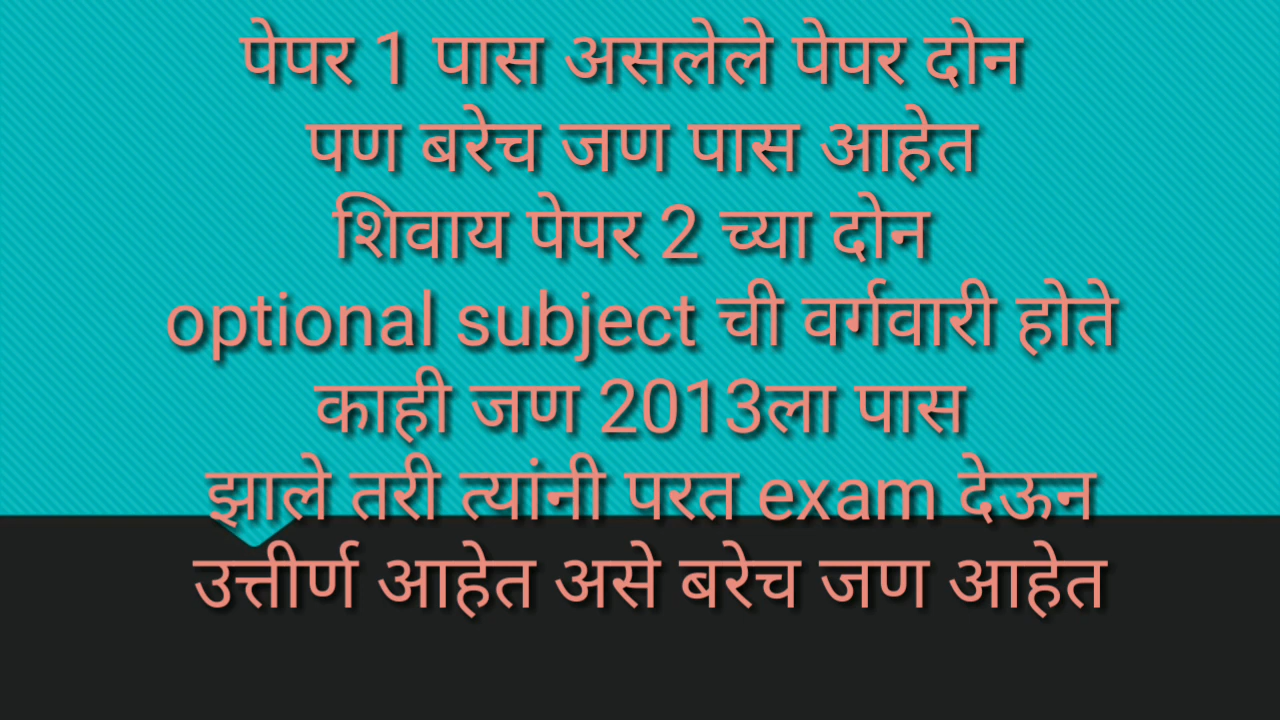 पेपर 1 पास असलेले पेपर दोन
पण बरेच जण पास आहेत
शिवाय पेपर 2 च्या दोन
optional subject ची वर्गवारी होते
काही जण 2013ला पास
झाले तरी त्यांनी परत exam देऊन
उत्तीर्ण आहेत असे बरेच जण आहेत